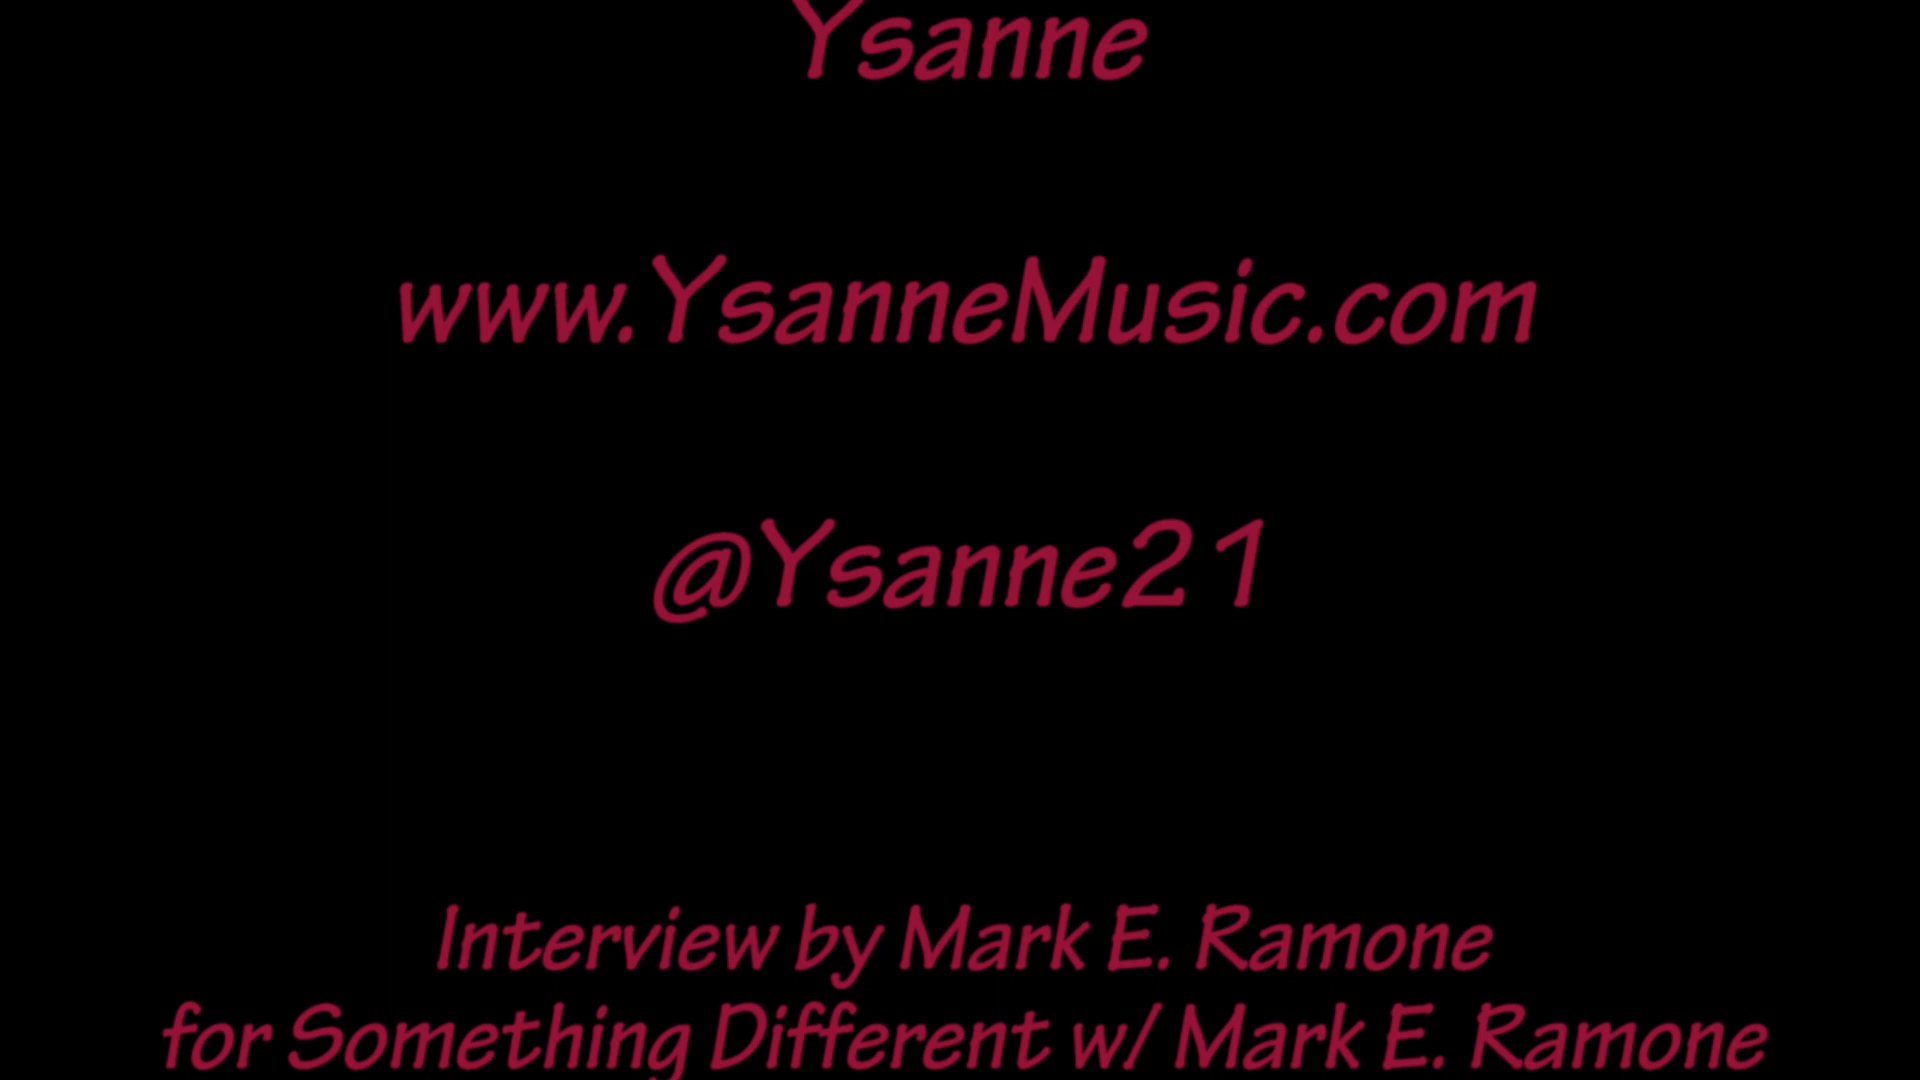 Ysanne
www.YsanneMusic.com
@Ysanne21
Interview by Mark E. Ramone
for Something Different w/ Mark E. Ramone